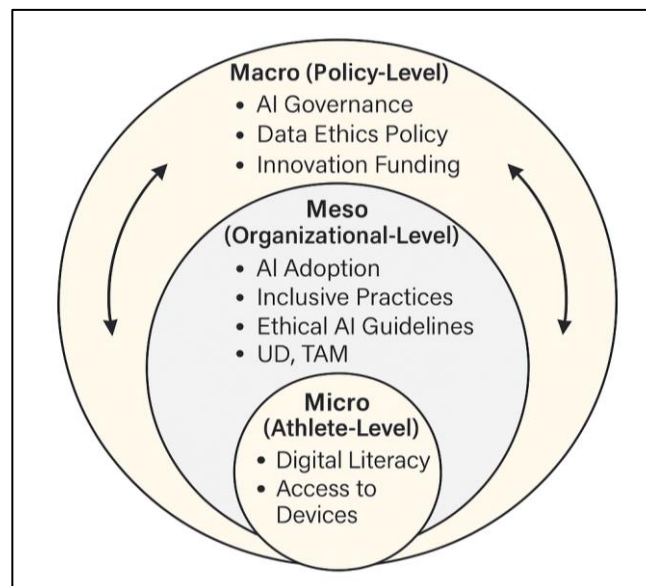 Macro (Policy-Level)
• AI Governance
• Data Ethics Policy
• Innovation Funding
Meso
(Organizational-Level)
• AI Adoption
• Inclusive Practices
• Ethical AI Guidelines
• UD, TAM
Micro
(Athlete-Level)
• Digital Literacy
• Access to
Devices